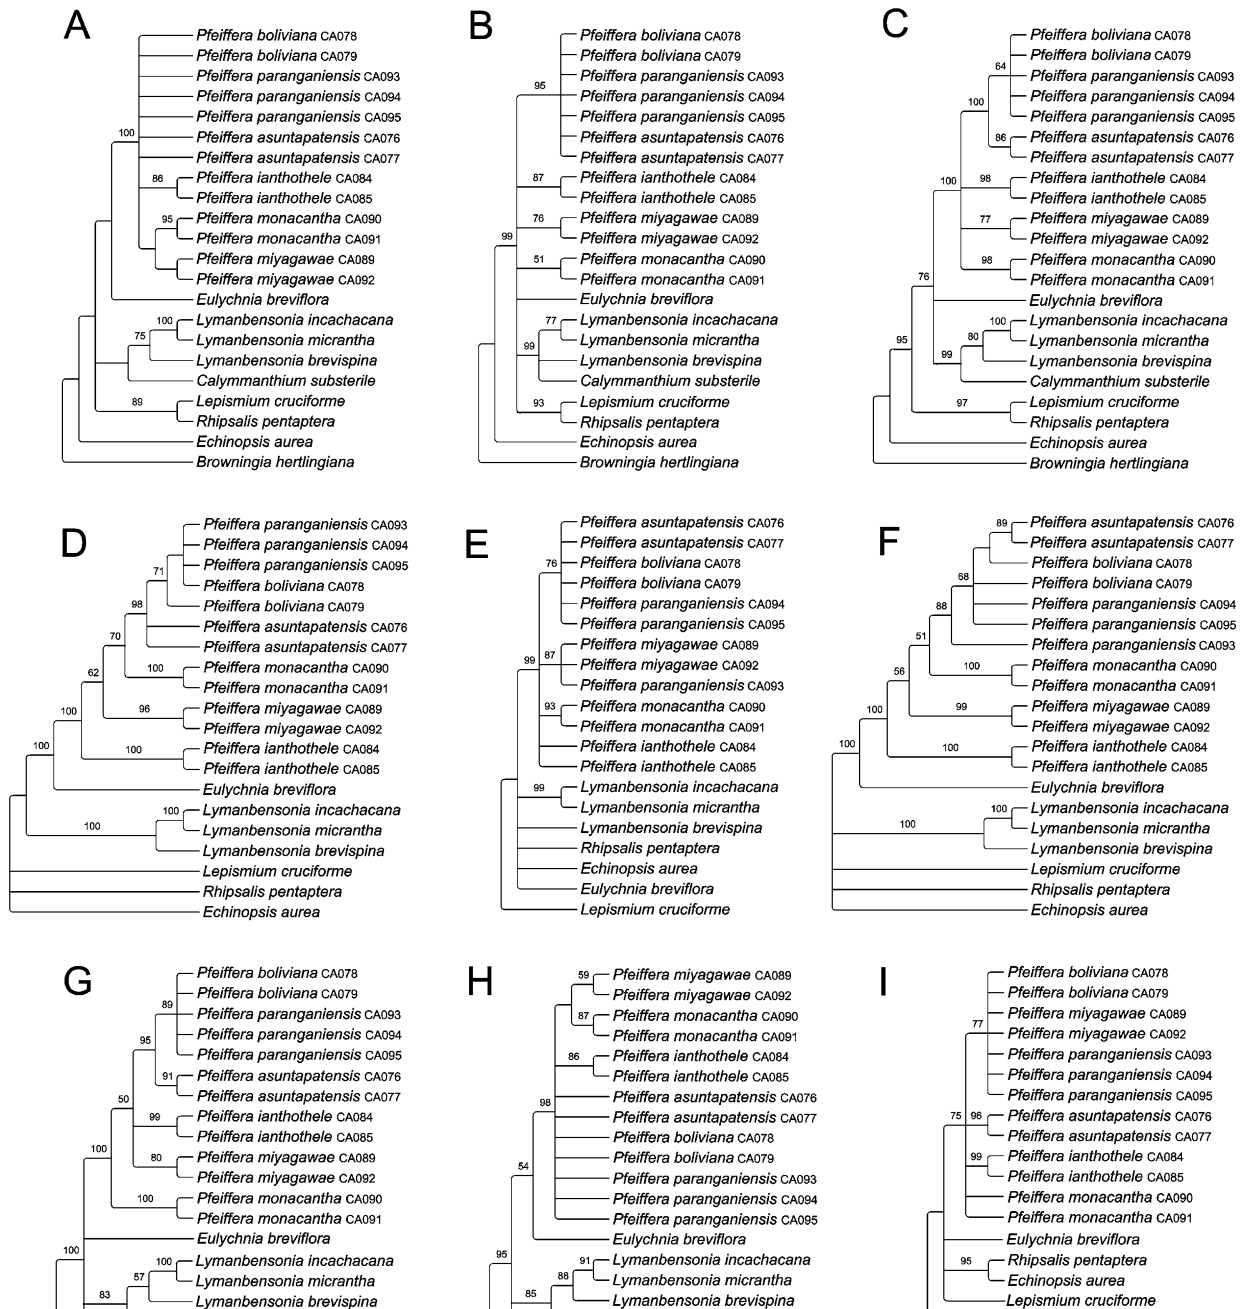 A
Pfeiffera boliviana CA078
Pfeiffera boliviana CA079
Pfeiffera paranganiensis CA093
Pfeiffera paranganiensis CA094
Pfeiffera paranganiensis CA095
100
Pfeiffera asuntapatensis CA076
Pfeiffera asuntapatensis CA077
86
Pfeiffera ianthothele CA084
Pfeiffera ianthothele CA085
95
Pfeiffera monacantha CA090
Pfeiffera monacantha CA091
Pfeiffera miyagawae CA089
Pfeiffera miyagawae CA092
Eulychnia breviflora
100
Lymanbensonia incachacana
75
Lymanbensonia micrantha
Lymanbensonia brevispina
Calymmanthium substerile
89
Lepismium cruciforme
Rhipsalis pentaptera
Echinopsis aurea
Browningia hertlingiana
B
Pfeiffera boliviana CA078
Pfeiffera boliviana CA079
95
Pfeiffera paranganiensis CA093
Pfeiffera paranganiensis CA094
Pfeiffera paranganiensis CA095
Pfeiffera asuntapatensis CA076
Pfeiffera asuntapatensis CA077
87
Pfeiffera ianthothele CA084
Pfeiffera ianthothele CA085
76
Pfeiffera miyagawae CA089
Pfeiffera miyagawae CA092
99
51
Pfeiffera monacantha CA090
Pfeiffera monacantha CA091
Eulychnia breviflora
77
Lymanbensonia incachacana
Lymanbensonia micrantha
99
Lymanbensonia brevispina
Calymmanthium substerile
93
Lepismium cruciforme
Rhipsalis pentaptera
Echinopsis aurea
Browningia hertlingiana
C
Pfeiffera boliviana CA078
Pfeiffera boliviana CA079
64
Pfeiffera paranganiensis CA093
Pfeiffera paranganiensis CA094
100
Pfeiffera paranganiensis CA095
86
Pfeiffera asuntapatensis CA076
Pfeiffera asuntapatensis CA077
100
98
Pfeiffera ianthothele CA084
Pfeiffera ianthothele CA085
77
Pfeiffera miyagawae CA089
Pfeiffera miyagawae CA092
98
Pfeiffera monacantha CA090
Pfeiffera monacantha CA091
76
Eulychnia breviflora
100
Lymanbensonia incachacana
80
Lymanbensonia micrantha
95
99
Lymanbensonia brevispina
Calymmanthium substerile
97
Lepismium cruciforme
Rhipsalis pentaptera
Echinopsis aurea
Browningia hertlingiana
D
Pfeiffera paranganiensis CA093
Pfeiffera paranganiensis CA094
Pfeiffera paranganiensis CA095
71
Pfeiffera boliviana CA078
Pfeiffera boliviana CA079
98
Pfeiffera asuntapatensis CA076
Pfeiffera asuntapatensis CA077
70
100
Pfeiffera monacantha CA090
Pfeiffera monacantha CA091
62
96
Pfeiffera miyagawae CA089
Pfeiffera miyagawae CA092
100
100
Pfeiffera ianthothele CA084
Pfeiffera ianthothele CA085
100
Eulychnia breviflora
100
Lymanbensonia incachacana
100
Lymanbensonia micrantha
Lymanbensonia brevispina
Lepismium cruciforme
Rhipsalis pentaptera
Echinopsis aurea
E
Pfeiffera asuntapatensis CA076
Pfeiffera asuntapatensis CA077
76
Pfeiffera boliviana CA078
Pfeiffera boliviana CA079
Pfeiffera paranganiensis CA094
Pfeiffera paranganiensis CA095
Pfeiffera miyagawae CA089
99
87
Pfeiffera miyagawae CA092
Pfeiffera paranganiensis CA093
93
Pfeiffera monacantha CA090
Pfeiffera monacantha CA091
Pfeiffera ianthothele CA084
Pfeiffera ianthothele CA085
99
Lymanbensonia incachacana
Lymanbensonia micrantha
Lymanbensonia brevispina
Rhipsalis pentaptera
Echinopsis aurea
Eulychnia breviflora
Lepismium cruciforme
F
89
Pfeiffera asuntapatensis CA076
Pfeiffera asuntapatensis CA077
Pfeiffera boliviana CA078
68
Pfeiffera boliviana CA079
Pfeiffera paranganiensis CA094
88
Pfeiffera paranganiensis CA095
Pfeiffera paranganiensis CA093
51
100
Pfeiffera monacantha CA090
Pfeiffera monacantha CA091
56
99
Pfeiffera miyagawae CA089
Pfeiffera miyagawae CA092
100
100
Pfeiffera ianthothele CA084
Pfeiffera ianthothele CA085
100
Eulychnia breviflora
100
Lymanbensonia incachacana
100
Lymanbensonia micrantha
Lymanbensonia brevispina
Lepismium cruciforme
Rhipsalis pentaptera
Echinopsis aurea
G
Pfeiffera boliviana CA078
Pfeiffera boliviana CA079
89
Pfeiffera paranganiensis CA093
Pfeiffera paranganiensis CA094
95
Pfeiffera paranganiensis CA095
91
Pfeiffera asuntapatensis CA076
Pfeiffera asuntapatensis CA077
50
99
Pfeiffera ianthothele CA084
Pfeiffera ianthothele CA085
100
80
Pfeiffera miyagawae CA089
Pfeiffera miyagawae CA092
100
Pfeiffera monacantha CA090
Pfeiffera monacantha CA091
Eulychnia breviflora
100
100
Lymanbensonia incachacana
57
Lymanbensonia micrantha
83
Lymanbensonia brevispina
H
59
Pfeiffera miyagawae CA089
Pfeiffera miyagawae CA092
87
Pfeiffera monacantha CA090
Pfeiffera monacantha CA091
86
Pfeiffera ianthothele CA084
Pfeiffera ianthothele CA085
Pfeiffera asuntapatensis CA076
98
Pfeiffera asuntapatensis CA077
Pfeiffera boliviana CA078
Pfeiffera boliviana CA079
54
Pfeiffera paranganiensis CA093
Pfeiffera paranganiensis CA094
Pfeiffera paranganiensis CA095
Eulychnia breviflora
95
91
Lymanbensonia incachacana
88
Lymanbensonia micrantha
85
Lymanbensonia brevispina
I
Pfeiffera boliviana CA078
Pfeiffera boliviana CA079
Pfeiffera miyagawae CA089
77
Pfeiffera miyagawae CA092
Pfeiffera paranganiensis CA093
Pfeiffera paranganiensis CA094
Pfeiffera paranganiensis CA095
75
96
Pfeiffera asuntapatensis CA076
Pfeiffera asuntapatensis CA077
99
Pfeiffera ianthothele CA084
Pfeiffera ianthothele CA085
Pfeiffera monacantha CA090
Pfeiffera monacantha CA091
Eulychnia breviflora
95
Rhipsalis pentaptera
Echinopsis aurea
Lepismium cruciforme